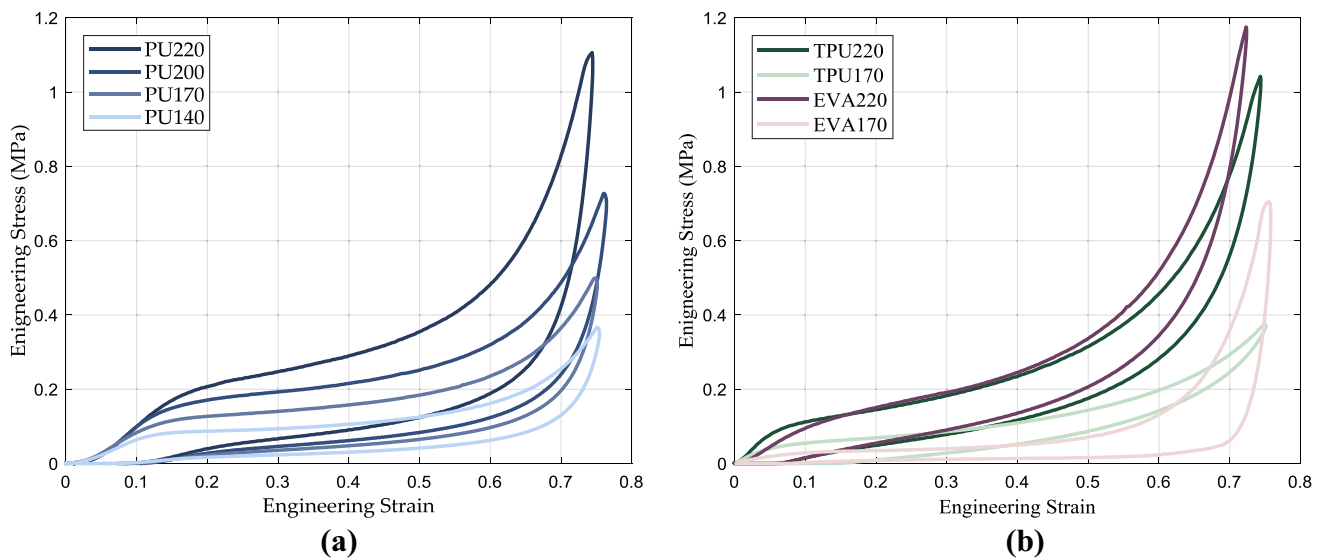 1.2
1
0.8
0.6
0.4
0.2
0
Enigneering Stress (MPa)
PU220
PU200
PU170
PU140
0 0.1 0.2 0.3 0.4 0.5 0.6 0.7 0.8
Engineering Strain
(a)
1.2
1
0.8
0.6
0.4
0.2
0
Enigneering Stress (MPa)
TPU220
TPU170
EVA220
EVA170
0 0.1 0.2 0.3 0.4 0.5 0.6 0.7 0.8
Engineering Strain
(b)